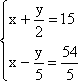 x + y/2 = 15
x − y/5 = 54/5